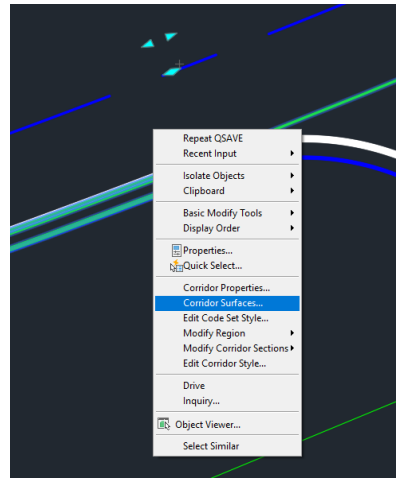 Repeat QSAVE
Recent Input
Isolate Objects
Clipboard
Basic Modify Tools
Display Order
Properties...
Quick Select...
Corridor Properties...
Corridor Surfaces...
Edit Code Set Style...
Modify Region
Modify Corridor Sections
Edit Corridor Style...
Drive
Inquiry...
Object Viewer...
Select Similar